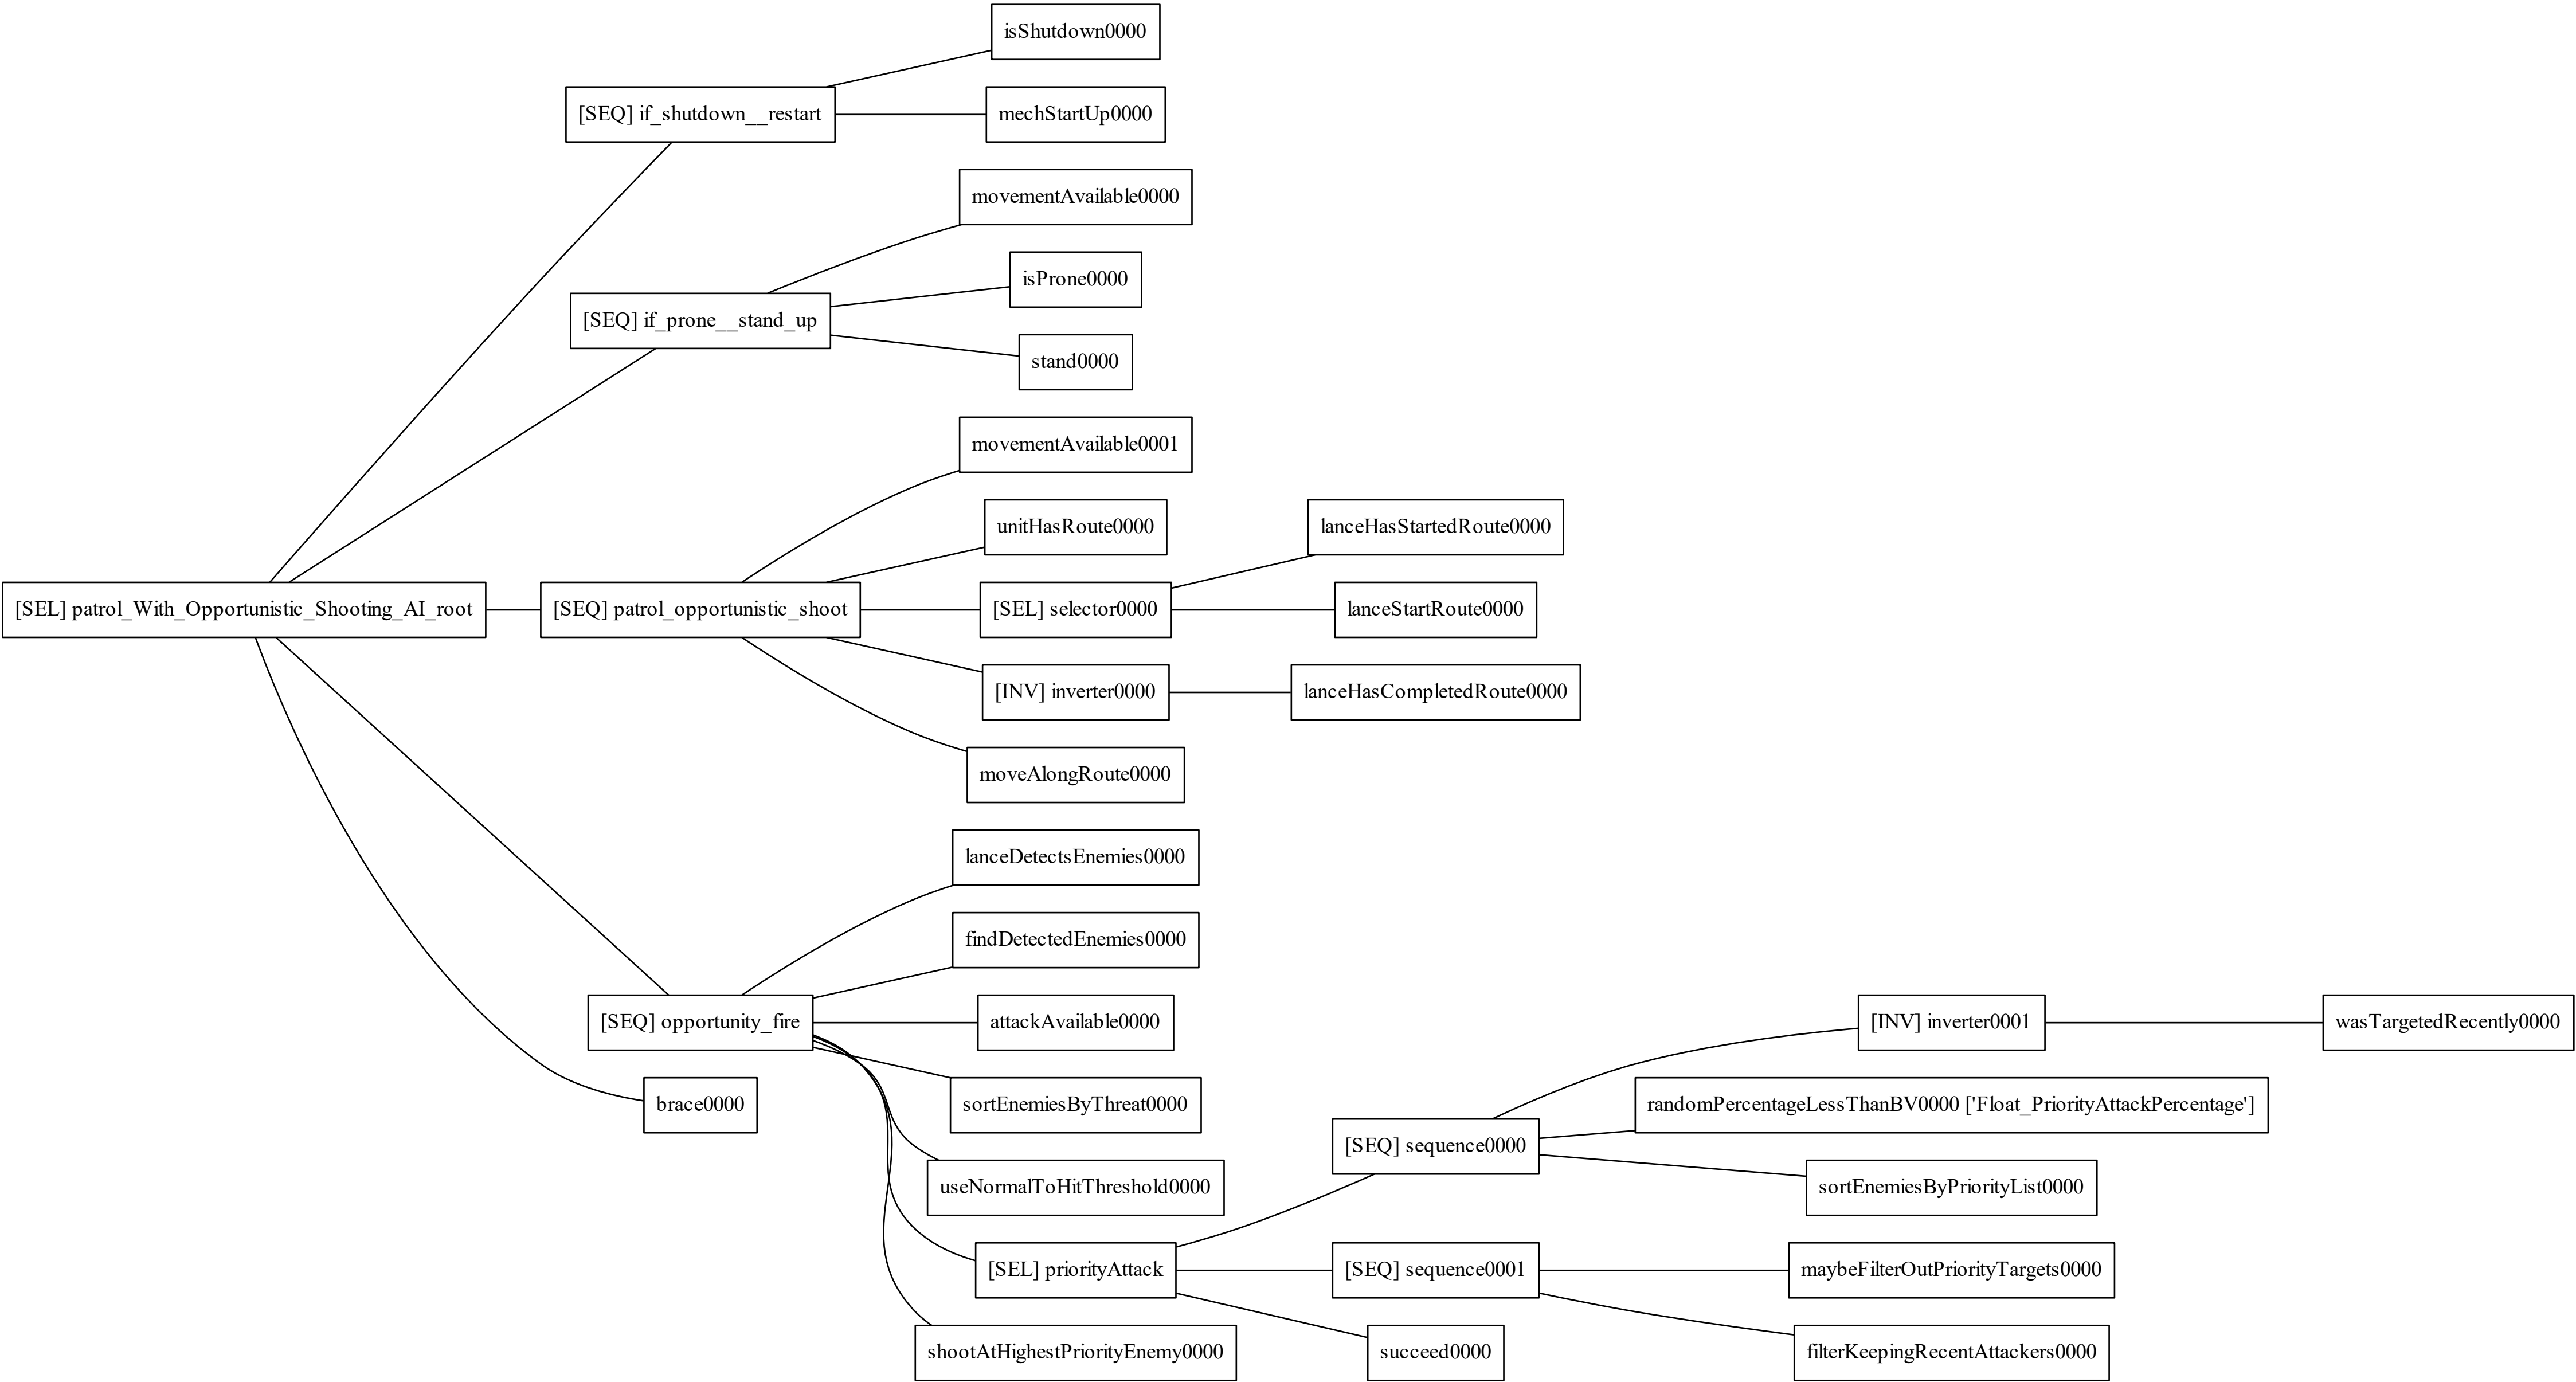 isShutdown0000
[SEQ] if_shutdown__restart
mechStartUp0000
movementAvailable0000
isProne0000
[SEQ] if_prone__stand_up
stand0000
movementAvailable0001
unitHasRoute0000
lanceHasStartedRoute0000
[SEL] patrol_With_Opportunistic_Shooting_AI_root
[SEQ] patrol_opportunistic_shoot
[SEL] selector0000
lanceStartRoute0000
[INV] inverter0000
lanceHasCompletedRoute0000
moveAlongRoute0000
lanceDetectsEnemies0000
findDetectedEnemies0000
[SEQ] opportunity_fire
attackAvailable0000
[INV] inverter0001
wasTargetedRecently0000
brace0000
sortEnemiesByThreat0000
randomPercentageLessThanBV0000 ['Float_PriorityAttackPercentage']
[SEQ] sequence0000
useNormalToHitThreshold0000
sortEnemiesByPriorityList0000
[SEL] priorityAttack
[SEQ] sequence0001
maybeFilterOutPriorityTargets0000
shootAtHighestPriorityEnemy0000
succeed0000
filterKeepingRecentAttackers0000